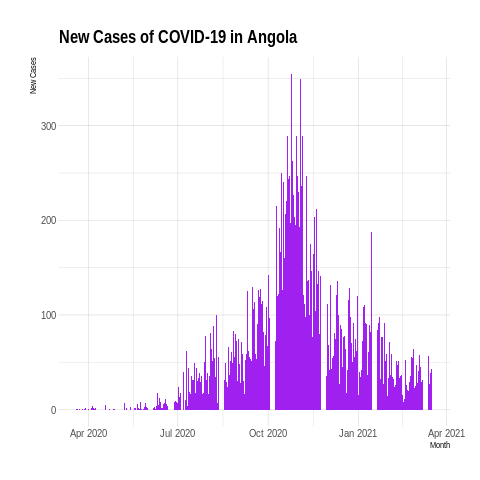 New Cases of COVID-19 in Angola
New Cases
300
200
100
0
Apr 2020
Jul 2020
Oct 2020
Jan 2021
Apr 2021
Month